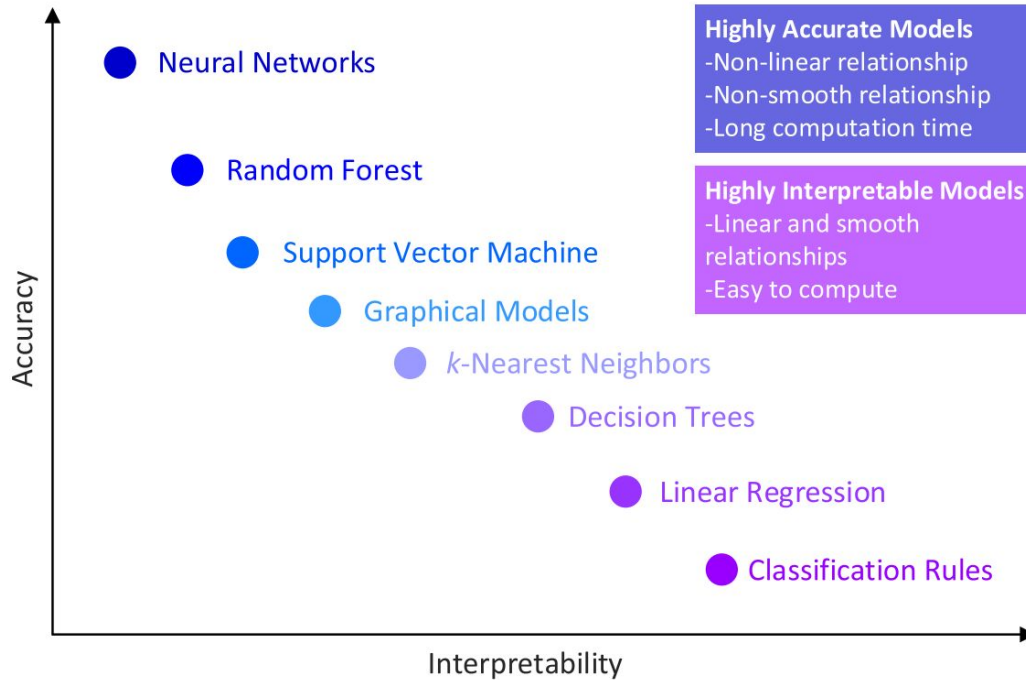 Highly Accurate Models
-Non-linear relationship
-Non-smooth relationship
-Long computation time
Highly Interpretable Models
-Linear and smooth
relationships
-Easy to compute
Neural Networks
Random Forest
Support Vector Machine
Graphical Models
k-Nearest Neighbors
Decision Trees
Linear Regression
Classification Rules
Accuracy
Interpretability